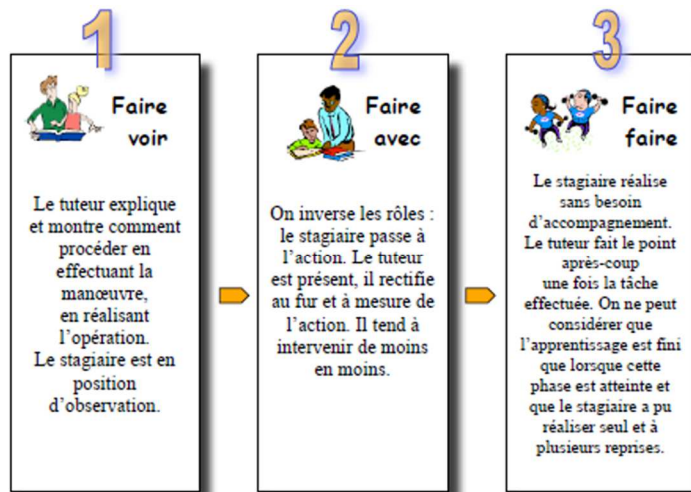 1
Faire
voir
Le tuteur explique
et montre comment
procéder en
effectuant la
manœuvre,
en réalisant
l'opération.
Le stagiaire est en
position
d'observation.
2
Faire
avec
On inverse les rôles :
le stagiaire passe à
l'action. Le tuteur
est présent, il rectifie
au fur et à mesure de
l'action. Il tend à
intervenir de moins
en moins.
3
Faire
faire
Le stagiaire réalise
sans besoin
d'accompagnement.
Le tuteur fait le point
après-coup
une fois la tâche
effectuée. On ne peut
considérer que
l'apprentissage est fini
que lorsque cette
phase est atteinte et
que le stagiaire a pu
réaliser seul et à
plusieurs reprises.